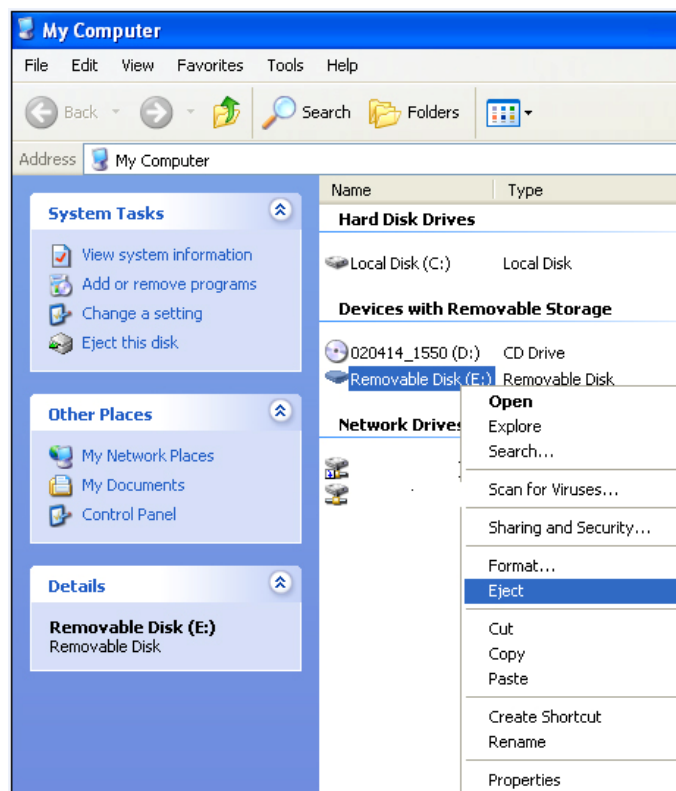 My Computer
File Edit View Favorites Tools Help
Back Search Folders
Address My Computer
System Tasks
View system information
Add or remove programs
Change a setting
Eject this disk
Other Places
My Network Places
My Documents
Control Panel
Details
Removable Disk (E:)
Removable Disk
Name Type
Hard Disk Drives
Local Disk (C:) Local Disk
Devices with Removable Storage
020414_1550 (D:) CD Drive
Removable Disk (E:) Removable Disk
Network Drives
Open
Explore
Search...
Scan for Viruses...
Sharing and Security...
Format...
Eject
Cut
Copy
Paste
Create Shortcut
Rename
Properties